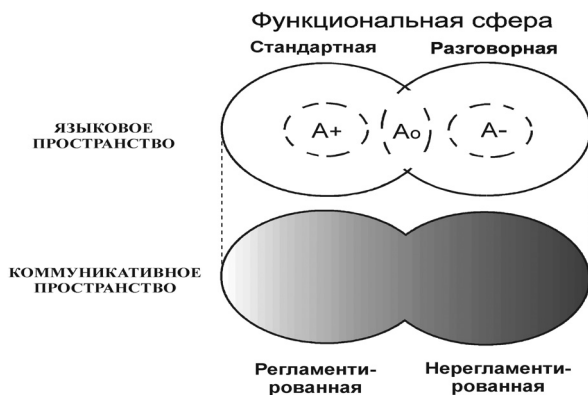 Функциональная сфера
Стандартная Разговорная
ЯЗЫКОВОЕ
ПРОСТРАНСТВО
А+ Ао А-
КОММУНИКАТИВНОЕ
ПРОСТРАНСТВО
Регламенти-
рованная
Нерегламенти-
рованная